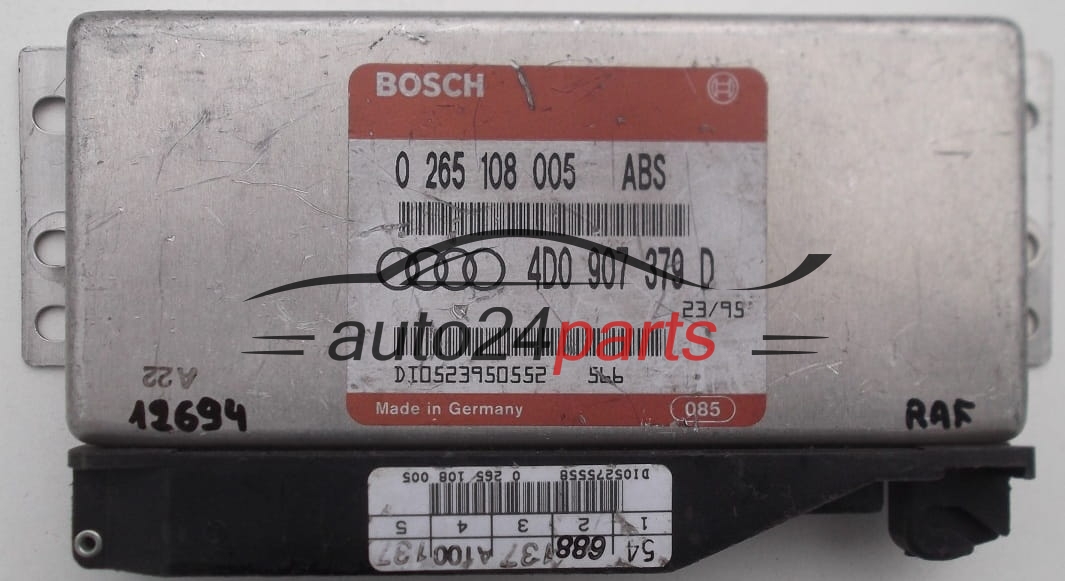 BOSCH
0 265 108 005 ABS
4D0 907 379 D
23/95
auto24parts
DI0523950552 566
Made in Germany 085
A22
12694
RAF
DI05275558 0 265 108 005
1 2 3 4 5
54 688 137 A100 137